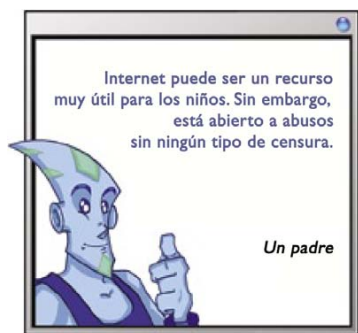 Internet puede ser un recurso
muy útil para los niños. Sin embargo,
está abierto a abusos
sin ningún tipo de censura.
Un padre